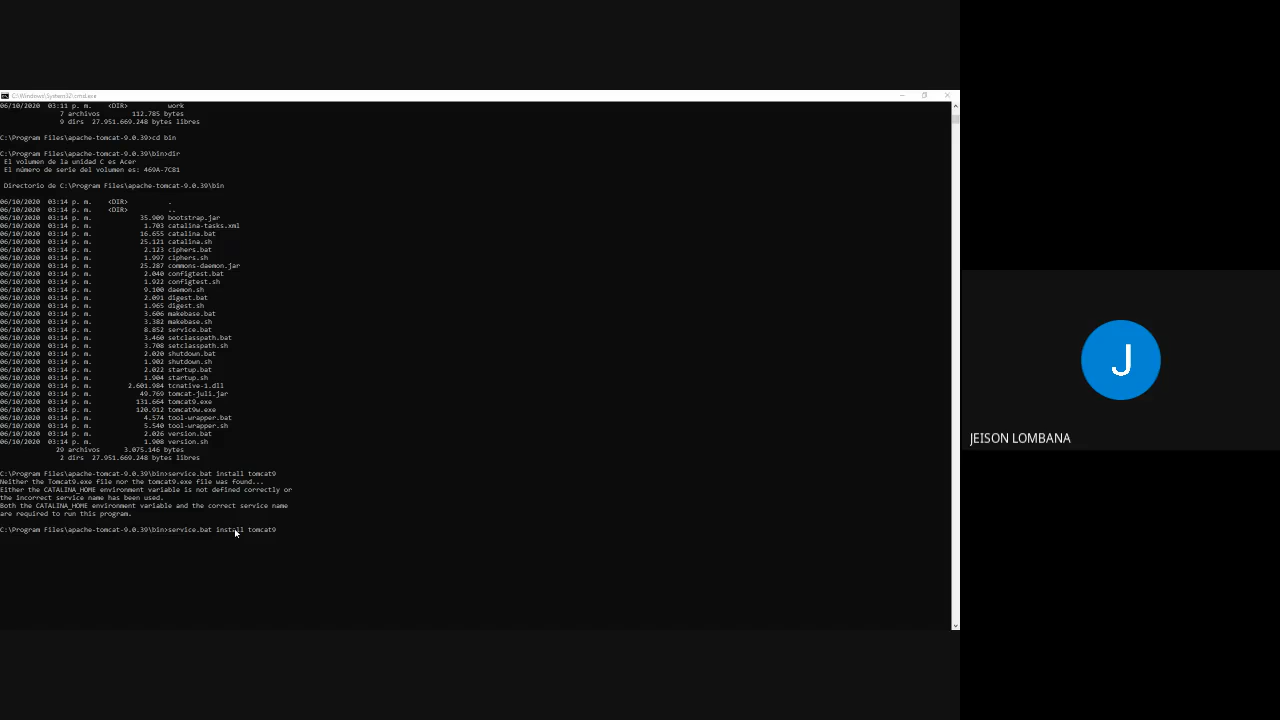 C:\Windows\System32\cmd.exe
06/10/2020  03:11 p. m.    <DIR>          work
7 archivos        112.785 bytes
9 dirs  27.951.669.248 bytes libres
C:\Program Files\apache-tomcat-9.0.39>cd bin
C:\Program Files\apache-tomcat-9.0.39\bin>dir
El volumen de la unidad C es Acer
El número de serie del volumen es: 469A-7C81
Directorio de C:\Program Files\apache-tomcat-9.0.39\bin
06/10/2020  03:14 p. m.    <DIR>          .
06/10/2020  03:14 p. m.    <DIR>          ..
06/10/2020  03:14 p. m.            35.909 bootstrap.jar
06/10/2020  03:14 p. m.             1.703 catalina-tasks.xml
06/10/2020  03:14 p. m.            16.655 catalina.bat
06/10/2020  03:14 p. m.            25.121 catalina.sh
06/10/2020  03:14 p. m.             2.123 ciphers.bat
06/10/2020  03:14 p. m.             1.997 ciphers.sh
06/10/2020  03:14 p. m.            25.287 commons-daemon.jar
06/10/2020  03:14 p. m.             2.040 configtest.bat
06/10/2020  03:14 p. m.             1.922 configtest.sh
06/10/2020  03:14 p. m.             9.100 daemon.sh
06/10/2020  03:14 p. m.             2.091 digest.bat
06/10/2020  03:14 p. m.             1.965 digest.sh
06/10/2020  03:14 p. m.             3.606 makebase.bat
06/10/2020  03:14 p. m.             3.382 makebase.sh
06/10/2020  03:14 p. m.             8.852 service.bat
06/10/2020  03:14 p. m.             3.460 setclasspath.bat
06/10/2020  03:14 p. m.             3.708 setclasspath.sh
06/10/2020  03:14 p. m.             2.020 shutdown.bat
06/10/2020  03:14 p. m.             1.902 shutdown.sh
06/10/2020  03:14 p. m.             2.022 startup.bat
06/10/2020  03:14 p. m.             1.904 startup.sh
06/10/2020  03:14 p. m.         2.601.984 tcnative-1.dll
06/10/2020  03:14 p. m.            49.769 tomcat-juli.jar
06/10/2020  03:14 p. m.           131.664 tomcat9.exe
06/10/2020  03:14 p. m.           120.912 tomcat9w.exe
06/10/2020  03:14 p. m.             4.574 tool-wrapper.bat
06/10/2020  03:14 p. m.             5.540 tool-wrapper.sh
06/10/2020  03:14 p. m.             2.026 version.bat
06/10/2020  03:14 p. m.             1.908 version.sh
29 archivos      3.075.146 bytes
2 dirs  27.951.669.248 bytes libres
C:\Program Files\apache-tomcat-9.0.39\bin>service.bat install tomcat9
Neither the Tomcat9.exe file nor the tomcat9.exe file was found...
Either the CATALINA_HOME environment variable is not defined correctly or
the incorrect service name has been used.
Both the CATALINA_HOME environment variable and the correct service name
are required to run this program.
C:\Program Files\apache-tomcat-9.0.39\bin>service.bat install tomcat9
J
JEISON LOMBANA